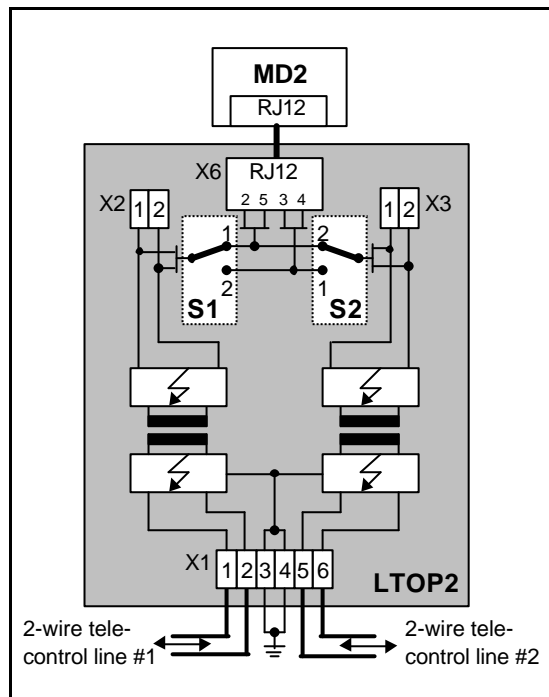 MD2
RJ12
X6 RJ12
2 5 3 4
X2 1 2
1 2 X3
1 2
2 1
S1 S2
X1 1 2 3 4 5 6
LTOP2
2-wire tele-
control line #1
2-wire tele-
control line #2